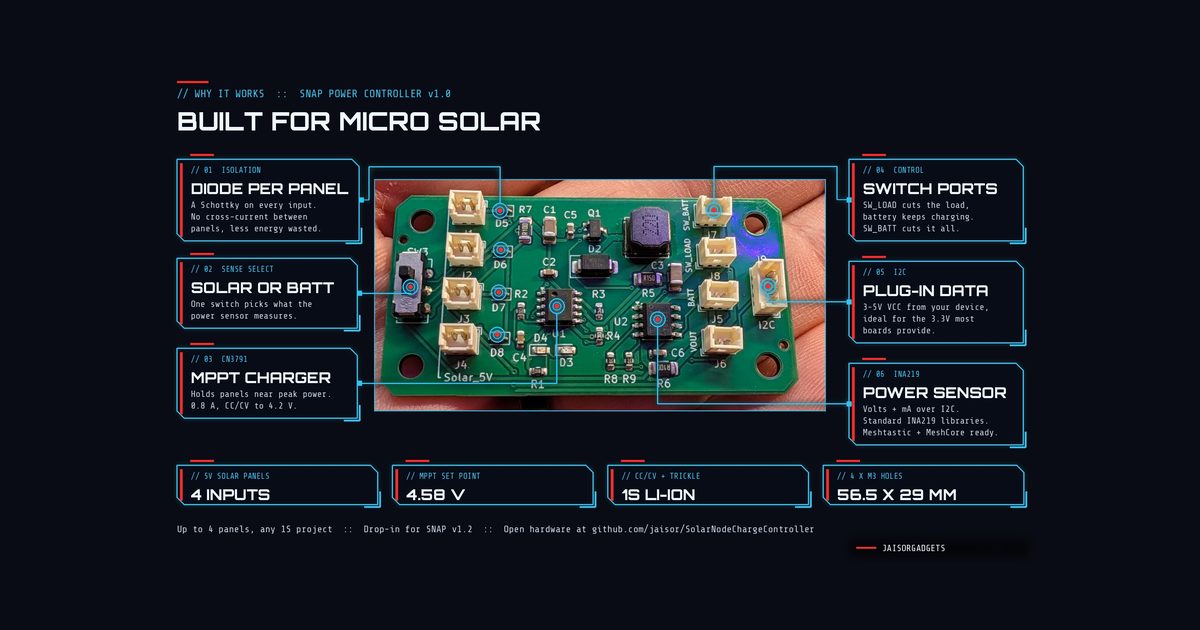 // WHY IT WORKS :: SNAP POWER CONTROLLER v1.0
BUILT FOR MICRO SOLAR
// 01 ISOLATION
DIODE PER PANEL
A Schottky on every input.
No cross-current between
panels, less energy wasted.
// 02 SENSE SELECT
SOLAR OR BATT
One switch picks what the
power sensor measures.
// 03 CN3791
MPPT CHARGER
Holds panels near peak power.
0.8 A, CC/CV to 4.2 V.
D5
R7
C1
C5
Q1
D2
220
SW_BATT
J2
D6
C2
C3
R150
SW_LOAD
J8
J3
D7
R2
R3
R5
U2
BATT
J5
I2C
J4
D8
C4
D4
D3
R4
C6
VOUT
J6
Solar_5V
R1
R8 R9
R6
// 04 CONTROL
SWITCH PORTS
SW_LOAD cuts the load,
battery keeps charging.
SW_BATT cuts it all.
// 05 I2C
PLUG-IN DATA
3-5V VCC from your device,
ideal for the 3.3V most
boards provide.
// 06 INA219
POWER SENSOR
Volts + mA over I2C.
Standard INA219 libraries.
Meshtastic + MeshCore ready.
// 5V SOLAR PANELS
4 INPUTS
// MPPT SET POINT
4.58 V
// CC/CV + TRICKLE
1S LI-ION
// 4 X M3 HOLES
56.5 X 29 MM
Up to 4 panels, any 1S project :: Drop-in for SNAP v1.2 :: Open hardware at github.com/jaisor/SolarNodeChargeController
JAISORGADGETS